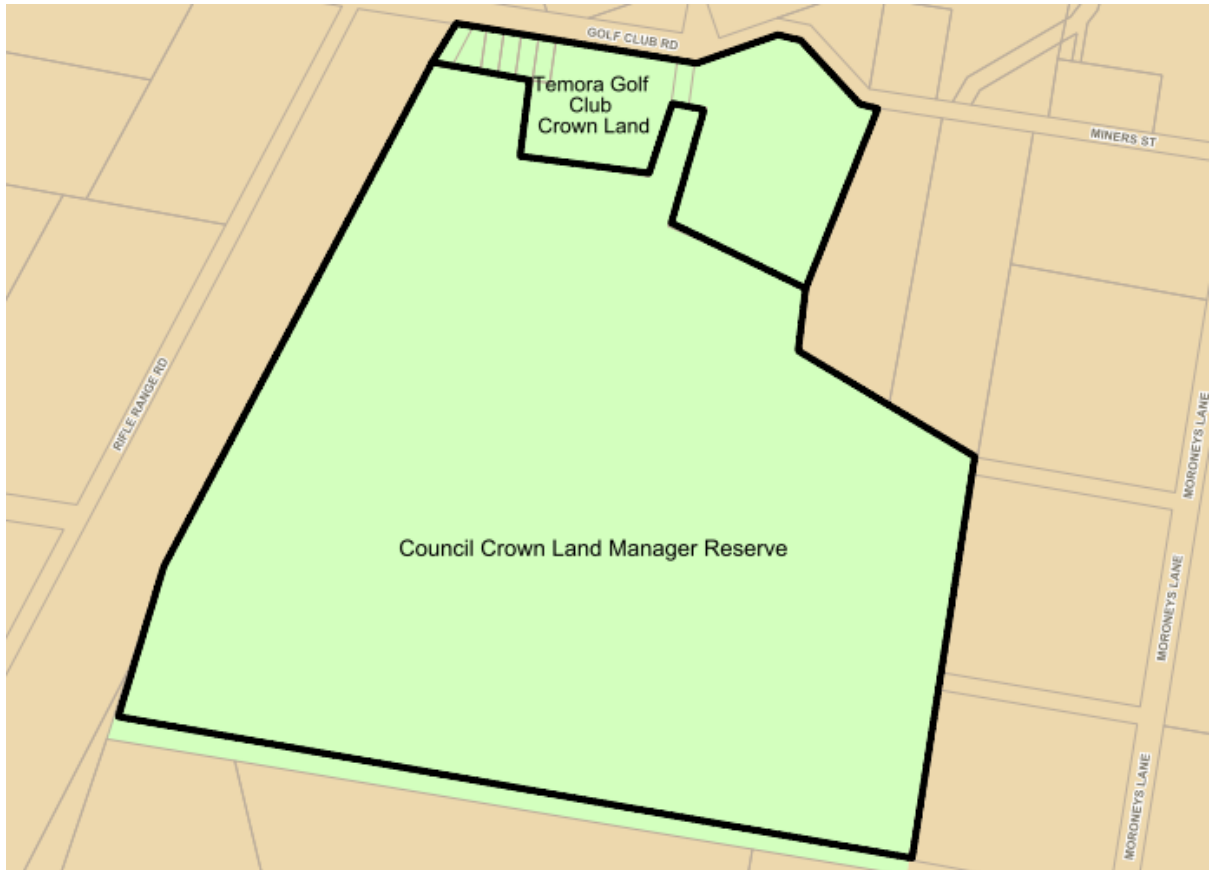 GOLF CLUB RD
Temora Golf
Club
Crown Land
MINERS ST
RIFLE RANGE RD
MORONEYS LANE
Council Crown Land Manager Reserve
MORONEYS LANE
MORONEYS LANE